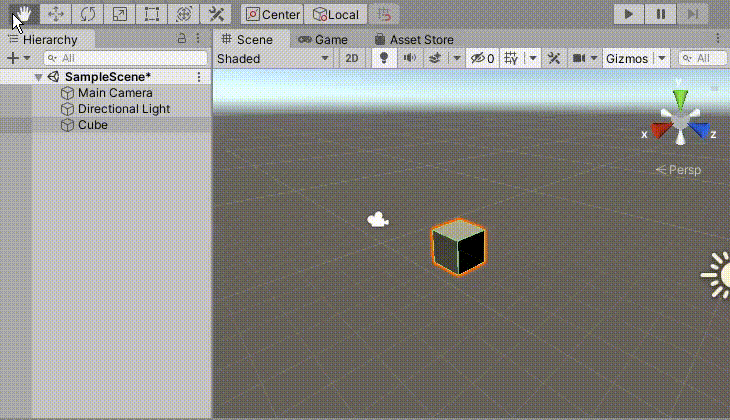 Center Local
Hierarchy
All
SampleScene*
Main Camera
Directional Light
Cube
Scene Game Asset Store
Shaded 2D 0 Gizmos All
y
x z
Persp